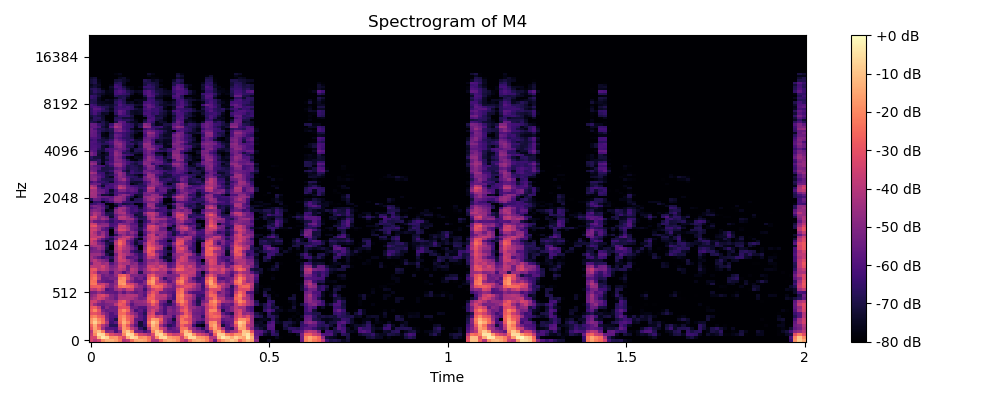 Spectrogram of M4
Hz
16384
8192
4096
2048
1024
512
0
0
0.5
1
1.5
2
Time
+0 dB
-10 dB
-20 dB
-30 dB
-40 dB
-50 dB
-60 dB
-70 dB
-80 dB